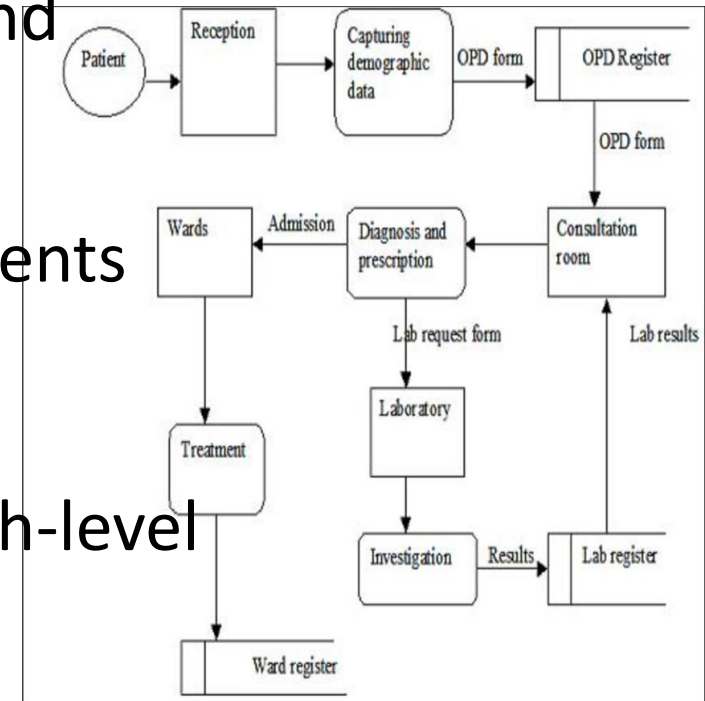 nd
ents
h-level
Patient
Reception
Capturing
demographic
data
OPD form
OPD Register
OPD form
Wards
Admission
Diagnosis and
prescription
Consultation
room
Lab request form
Lab results
Laboratory
Treatment
Investigation
Results
Lab register
Ward register